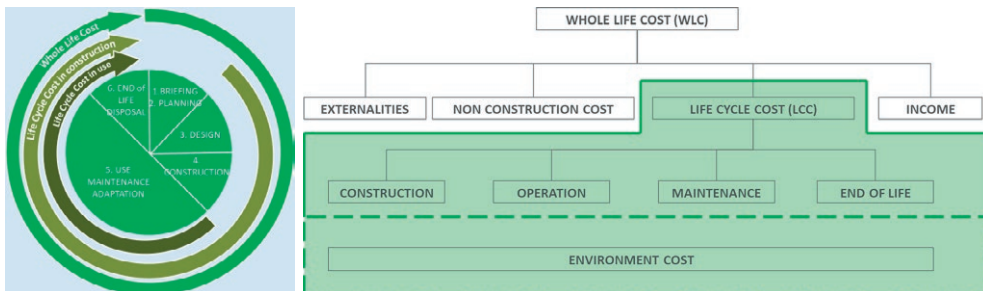 Whole Life Cost
Life Cycle Cost in construction
Life Cycle Cost in use
6. END of
LIFE
DISPOSAL
1. BRIEFING
2. PLANNING
3. DESIGN
4.
CONSTRUCTION
5. USE
MAINTENANCE
ADAPTATION
WHOLE LIFE COST (WLC)
EXTERNALITIES
NON CONSTRUCTION COST
LIFE CYCLE COST (LCC)
INCOME
CONSTRUCTION
OPERATION
MAINTENANCE
END OF LIFE
ENVIRONMENT COST